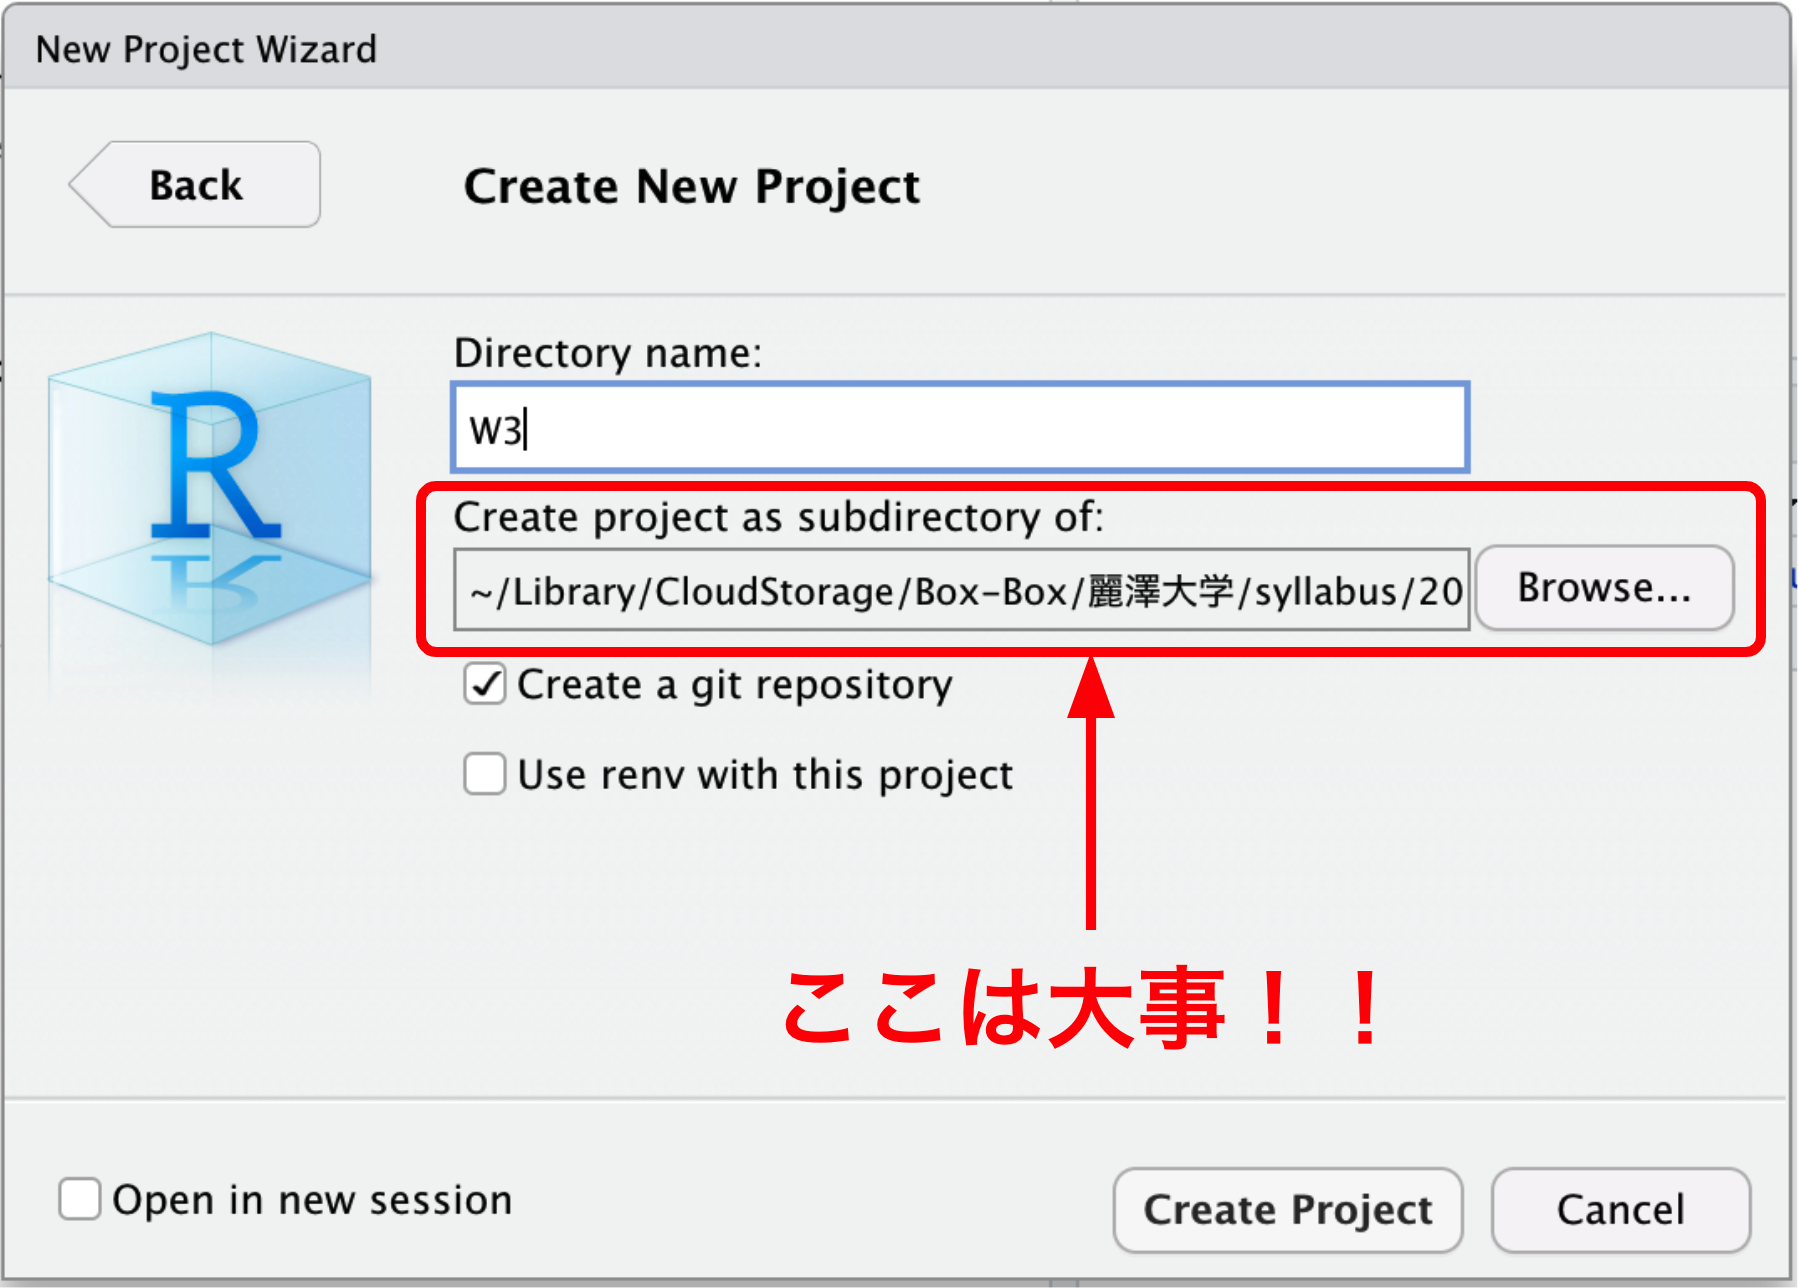 New Project Wizard
Back
Create New Project
R
Directory name:
W3
Create project as subdirectory of:
~/Library/CloudStorage/Box-Box/麗澤大学/syllabus/20
Browse...
Create a git repository
Use renv with this project
ここは大事！！
Open in new session
Create Project
Cancel